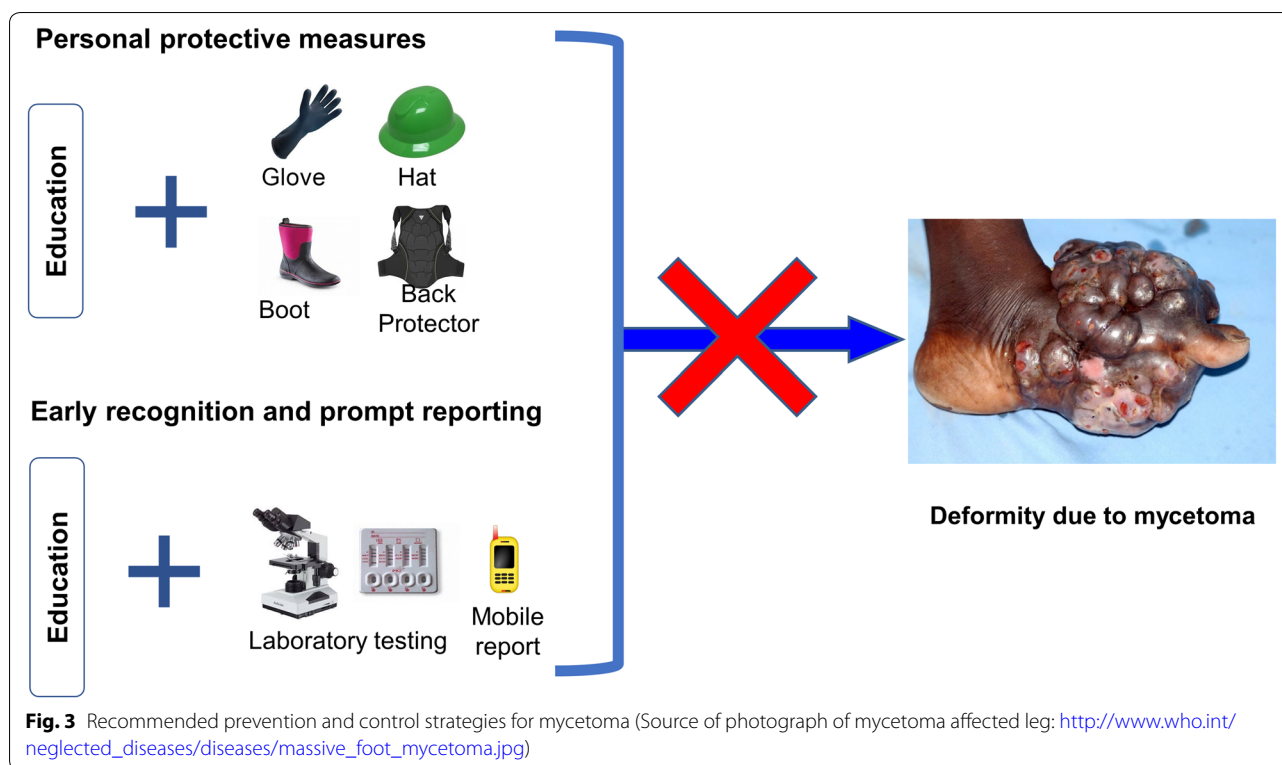 Personal protective measures
Education
Glove
Hat
Boot
Back
Protector
Early recognition and prompt reporting
Education
Laboratory testing
Mobile
report
Deformity due to mycetoma
Fig. 3 Recommended prevention and control strategies for mycetoma (Source of photograph of mycetoma affected leg: http://www.who.int/
neglected_diseases/diseases/massive_foot_mycetoma.jpg)